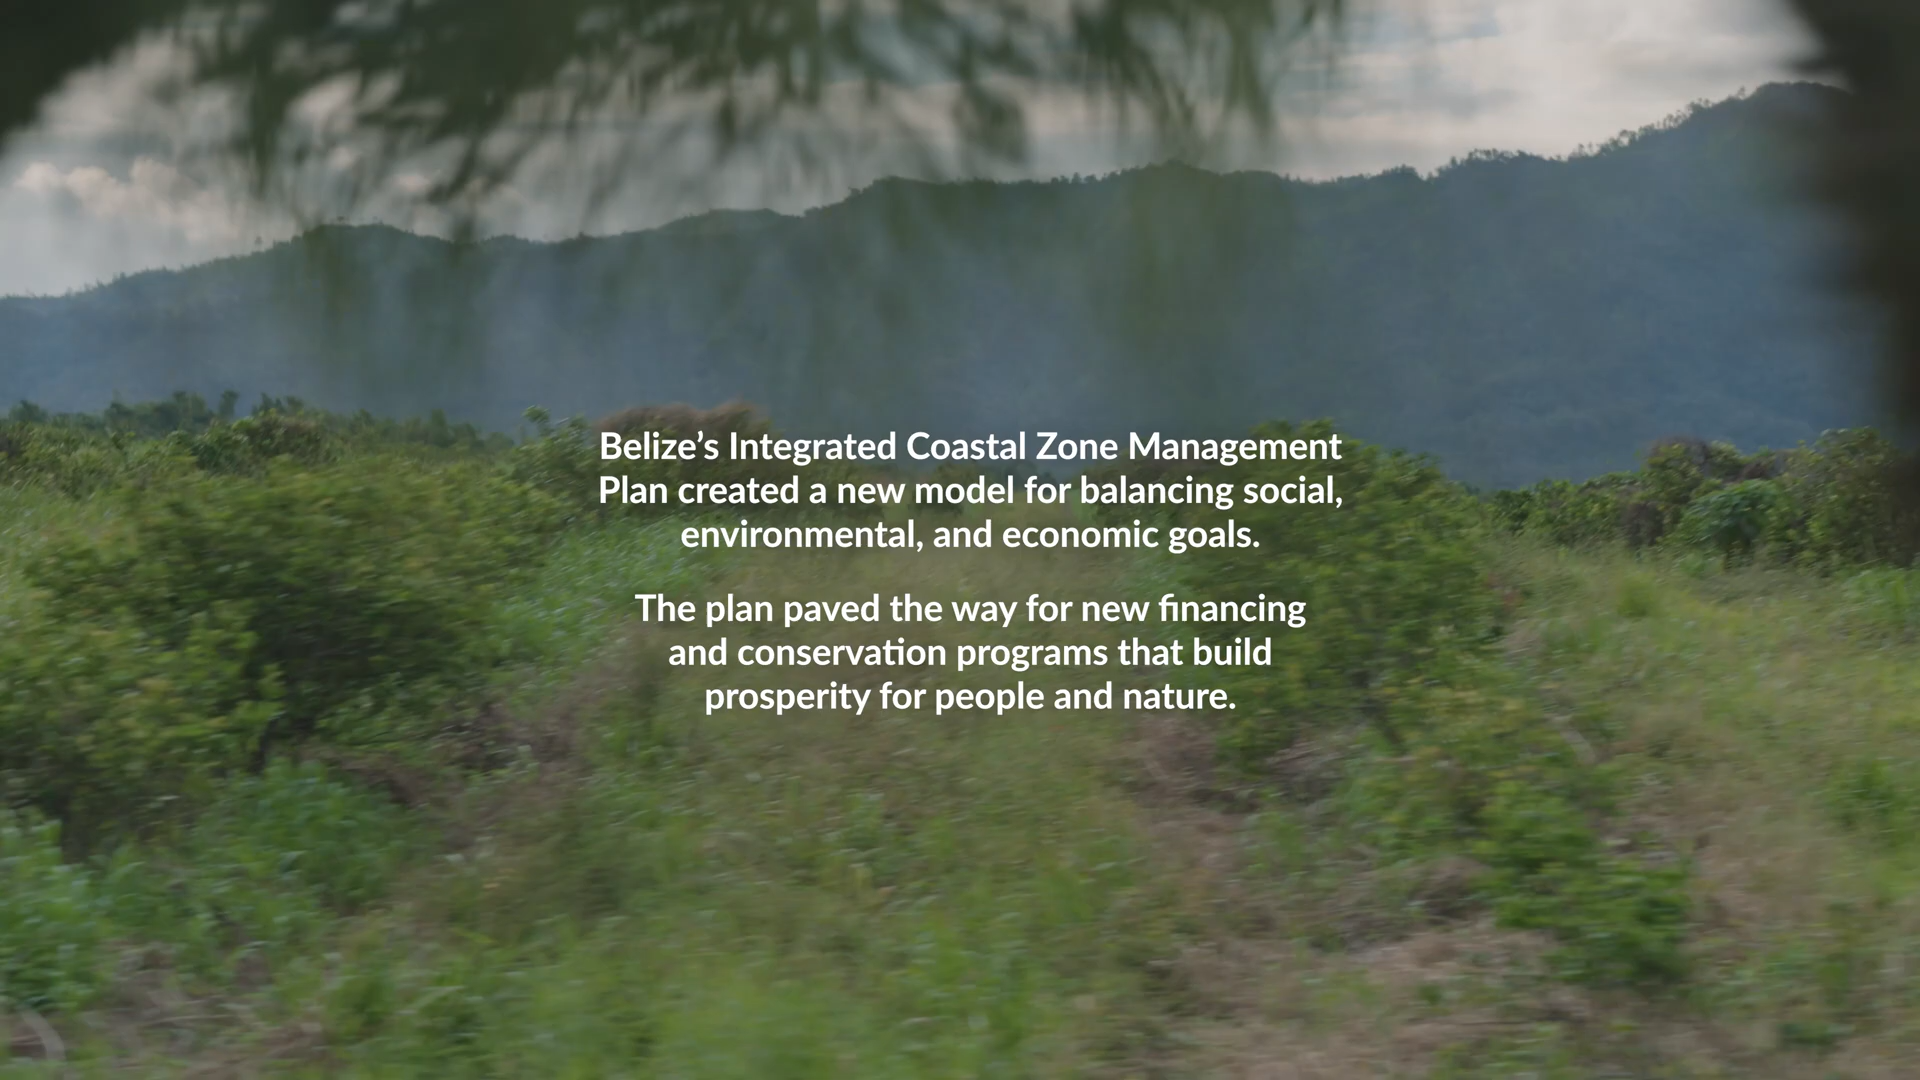 Belize’s Integrated Coastal Zone Management
Plan created a new model for balancing social,
environmental, and economic goals.
The plan paved the way for new financing
and conservation programs that build
prosperity for people and nature.